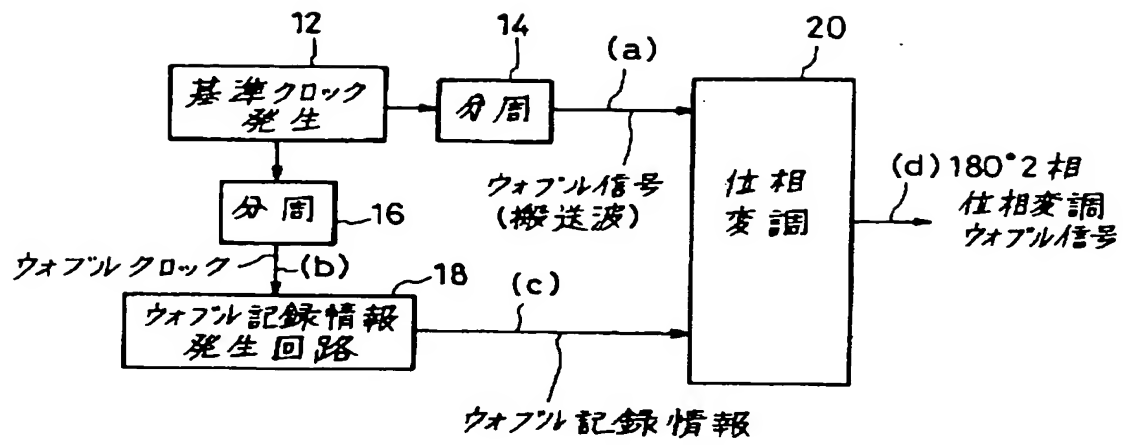 12
14
20
(a)
基準クロック
発生
分周
ウォブル信号
(搬送波)
位相
変調
(d) 180°2相
位相変調
ウォブル信号
分周
16
ウォブルクロック
(b)
18
(c)
ウォブル記録情報
発生回路
ウォブル記録情報